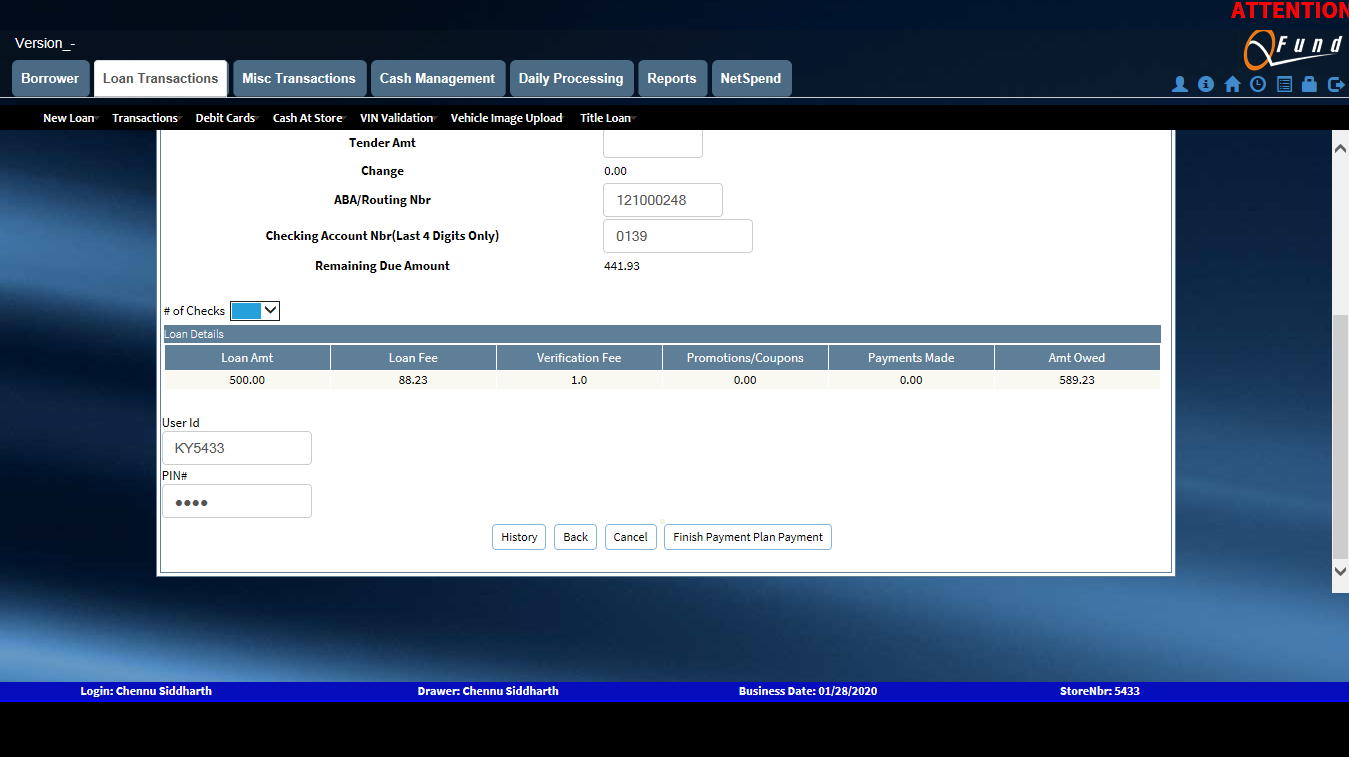 ATTENTION
Version_-
Fund
Borrower Loan Transactions Misc Transactions Cash Management Daily Processing Reports NetSpend
New Loan Transactions Debit Cards Cash At Store VIN Validation Vehicle Image Upload Title Loan
Tender Amt
Change 0.00
ABA/Routing Nbr 121000248
Checking Account Nbr(Last 4 Digits Only) 0139
Remaining Due Amount 441.93
# of Checks
Loan Details
Loan Amt Loan Fee Verification Fee Promotions/Coupons Payments Made Amt Owed
500.00 88.23 1.0 0.00 0.00 589.23
User Id
KY5433
PIN#
••••
History Back Cancel Finish Payment Plan Payment
Login: Chennu Siddharth Drawer: Chennu Siddharth Business Date: 01/28/2020 StoreNbr: 5433